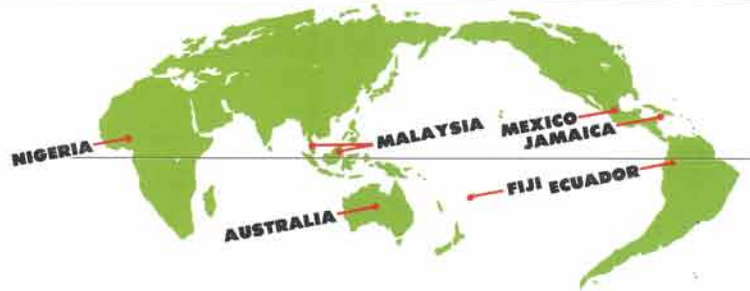 NIGERIA
MALAYSIA
MEXICO
JAMAICA
AUSTRALIA
FIJI
ECUADOR